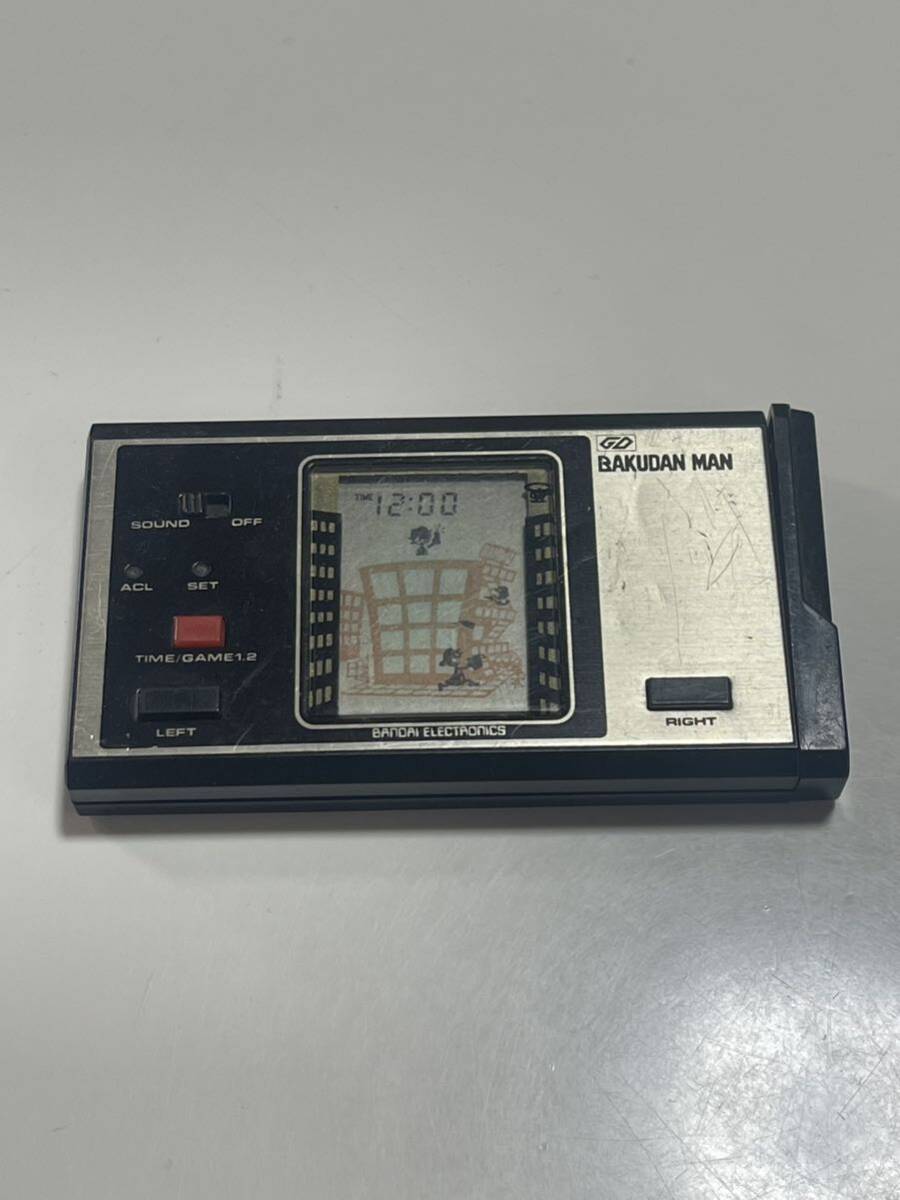 GD
BAKUDAN MAN
TIME
12:00
SOUND OFF
ACL SET
TIME/GAME1.2
LEFT
RIGHT
BANDAI ELECTRONICS